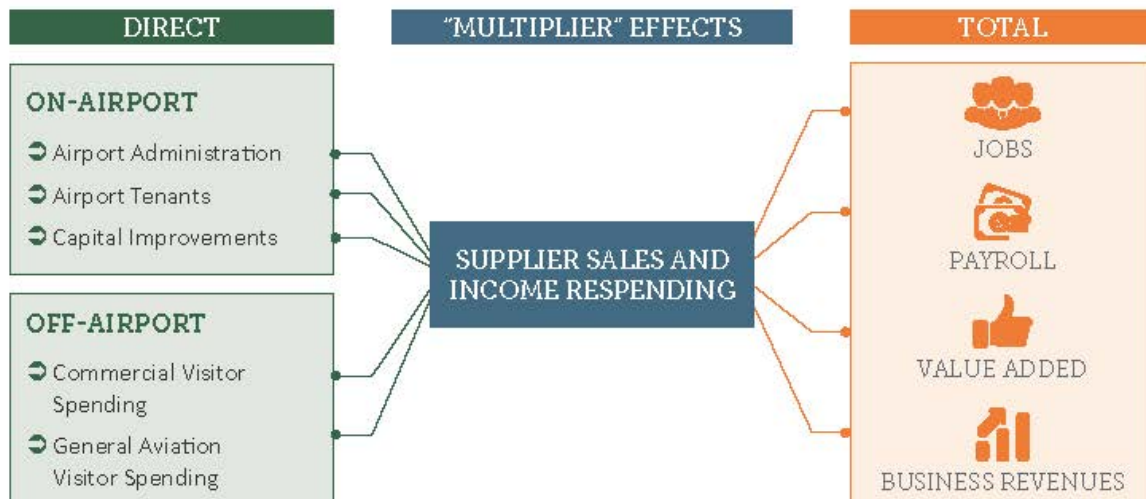 DIRECT
ON-AIRPORT
Airport Administration
Airport Tenants
Capital Improvements
OFF-AIRPORT
Commercial Visitor
Spending
General Aviation
Visitor Spending
"MULTIPLIER" EFFECTS
SUPPLIER SALES AND
INCOME RESPENDING
TOTAL
JOBS
PAYROLL
VALUE ADDED
BUSINESS REVENUES